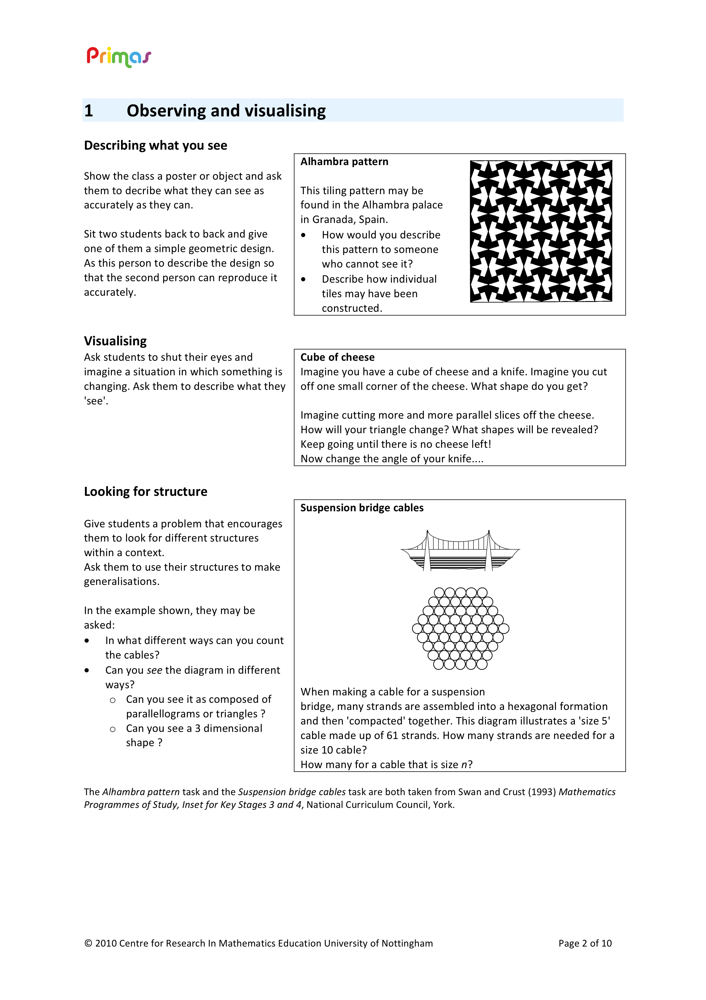 Primas
1 Observing and visualising
Describing what you see
Show the class a poster or object and ask
them to decribe what they can see as
accurately as they can.
Sit two students back to back and give
one of them a simple geometric design.
As this person to describe the design so
that the second person can reproduce it
accurately.
Alhambra pattern
This tiling pattern may be
found in the Alhambra palace
in Granada, Spain.
• How would you describe
this pattern to someone
who cannot see it?
• Describe how individual
tiles may have been
constructed.
Visualising
Ask students to shut their eyes and
imagine a situation in which something is
changing. Ask them to describe what they
'see'.
Cube of cheese
Imagine you have a cube of cheese and a knife. Imagine you cut
off one small corner of the cheese. What shape do you get?
Imagine cutting more and more parallel slices off the cheese.
How will your triangle change? What shapes will be revealed?
Keep going until there is no cheese left!
Now change the angle of your knife....
Looking for structure
Give students a problem that encourages
them to look for different structures
within a context.
Ask them to use their structures to make
generalisations.
In the example shown, they may be
asked:
• In what different ways can you count
the cables?
• Can you see the diagram in different
ways?
o Can you see it as composed of
parallellograms or triangles ?
o Can you see a 3 dimensional
shape ?
Suspension bridge cables
When making a cable for a suspension
bridge, many strands are assembled into a hexagonal formation
and then 'compacted' together. This diagram illustrates a 'size 5'
cable made up of 61 strands. How many strands are needed for a
size 10 cable?
How many for a cable that is size n?
The Alhambra pattern task and the Suspension bridge cables task are both taken from Swan and Crust (1993) Mathematics
Programmes of Study, Inset for Key Stages 3 and 4, National Curriculum Council, York.
© 2010 Centre for Research In Mathematics Education University of Nottingham
Page 2 of 10